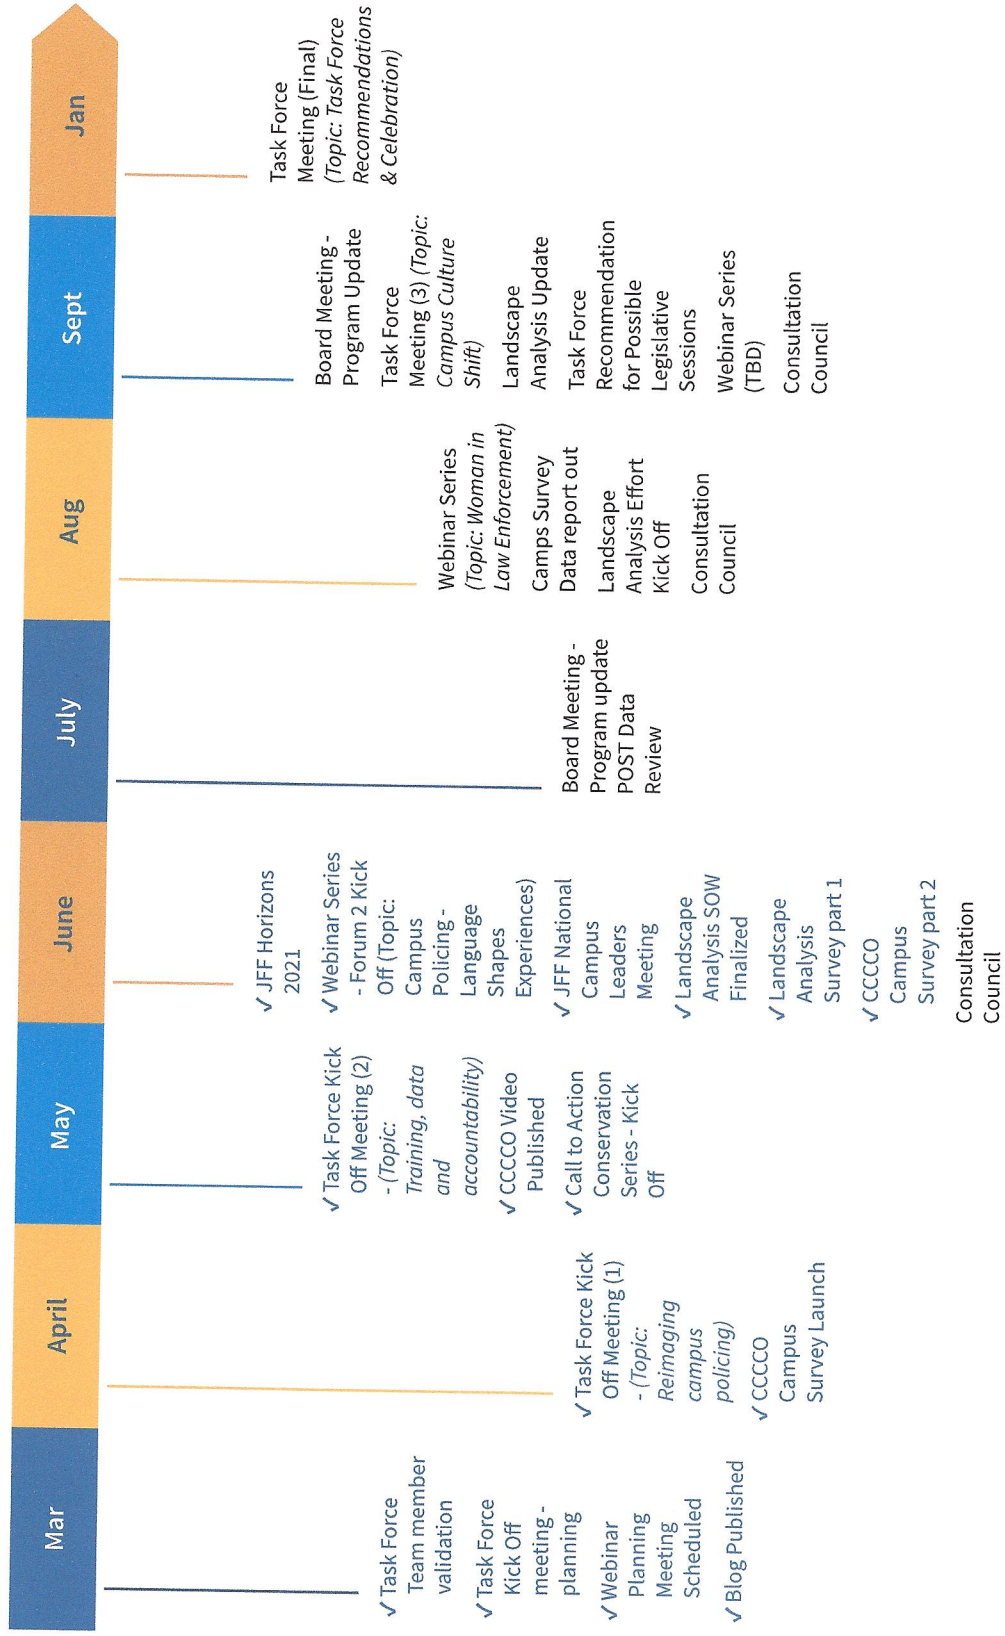 Mar
April
May
June
July
Aug
Sept
Jan
✓ Task Force
Team member
validation
✓ Task Force
Kick Off
meeting -
planning
✓ Webinar
Planning
Meeting
Scheduled
✓ Blog Published
✓ Task Force Kick
Off Meeting (1)
- (Topic:
Reimaging
campus
policing)
✓ CCCCO
Campus
Survey Launch
✓ Task Force Kick
Off Meeting (2)
- (Topic:
Training, data
and
accountability)
✓ CCCCO Video
Published
✓ Call to Action
Conservation
Series - Kick
Off
✓ JFF Horizons
2021
✓ Webinar Series
- Forum 2 Kick
Off (Topic:
Campus
Policing -
Language
Shapes
Experiences)
✓ JFF National
Campus
Leaders
Meeting
✓ Landscape
Analysis SOW
Finalized
✓ Landscape
Analysis
Survey part 1
✓ CCCCO
Campus
Survey part 2
Consultation
Council
Board Meeting -
Program update
POST Data
Review
Webinar Series
(Topic: Woman in
Law Enforcement)
Camps Survey
Data report out
Landscape
Analysis Effort
Kick Off
Consultation
Council
Board Meeting -
Program Update
Task Force
Meeting (3) (Topic:
Campus Culture
Shift)
Landscape
Analysis Update
Task Force
Recommendation
for Possible
Legislative
Sessions
Webinar Series
(TBD)
Consultation
Council
Task Force
Meeting (Final)
(Topic: Task Force
Recommendations
& Celebration)